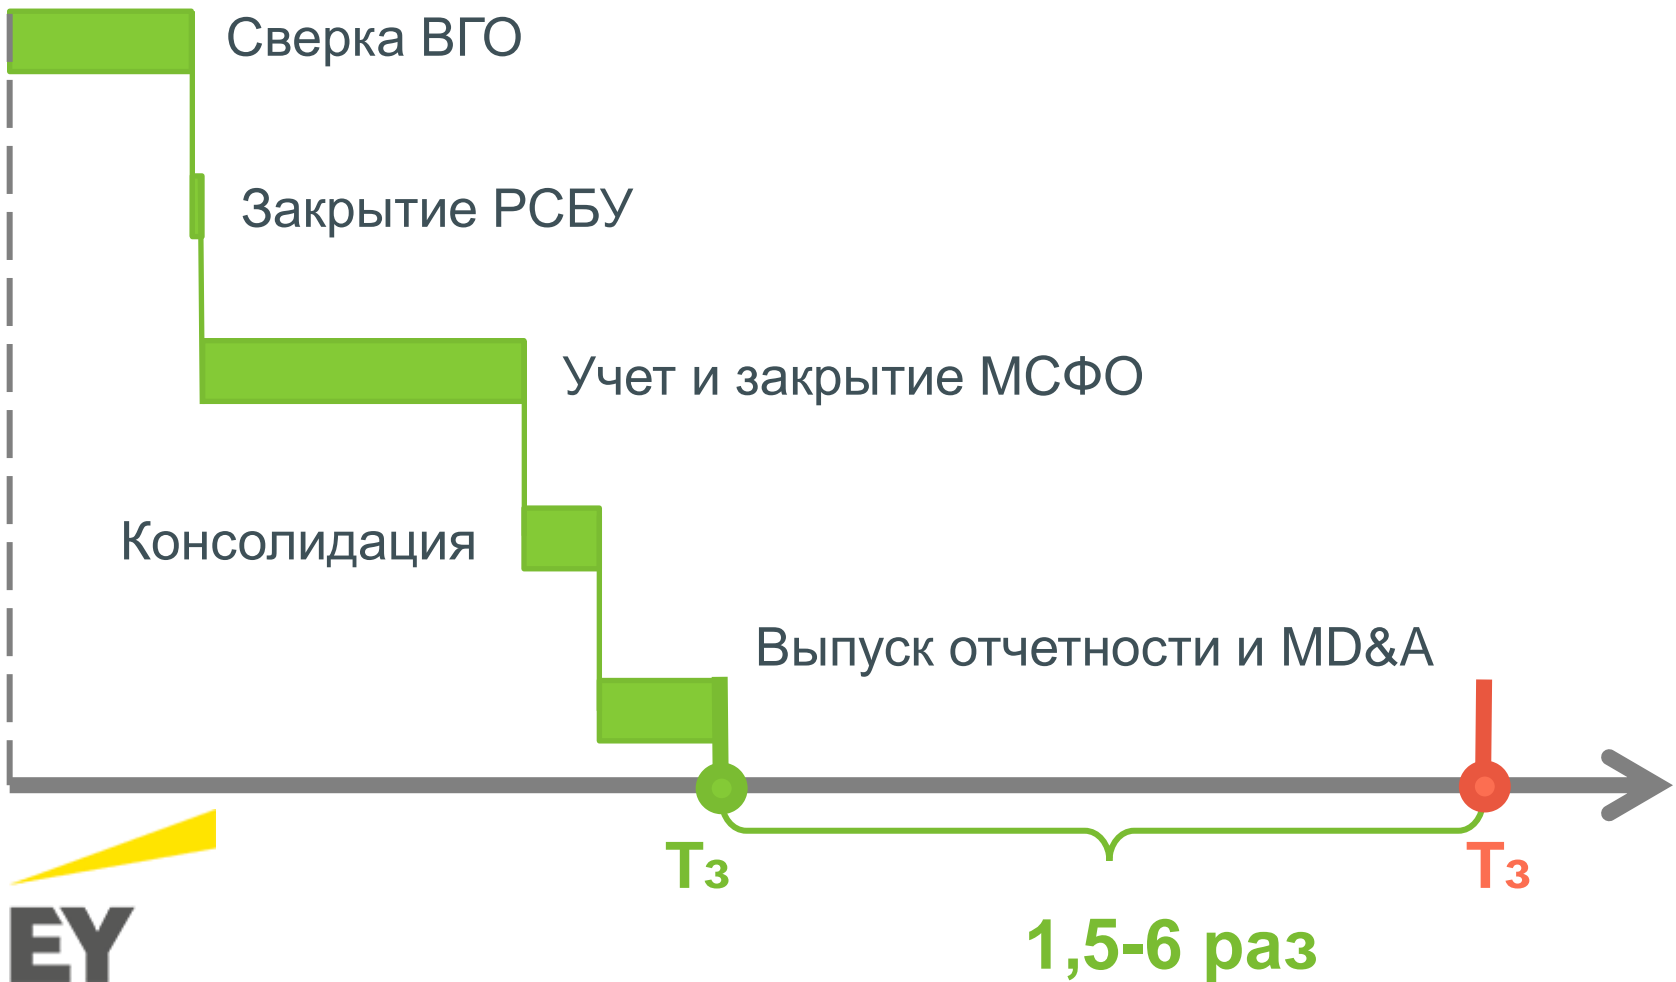 Сверка ВГО
Закрытие РСБУ
Учет и закрытие МСФО
Консолидация
Выпуск отчетности и MD&A
Тз
Тз
1,5-6 раз
EY